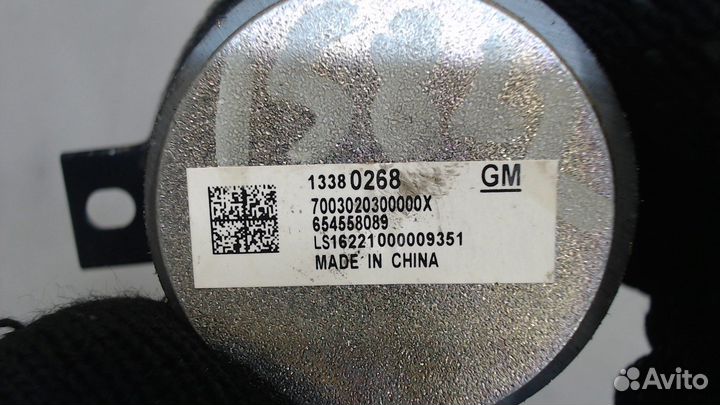 13380268 GM
7003020300000X
654558089
LS16221000009351
MADE IN CHINA
Avito